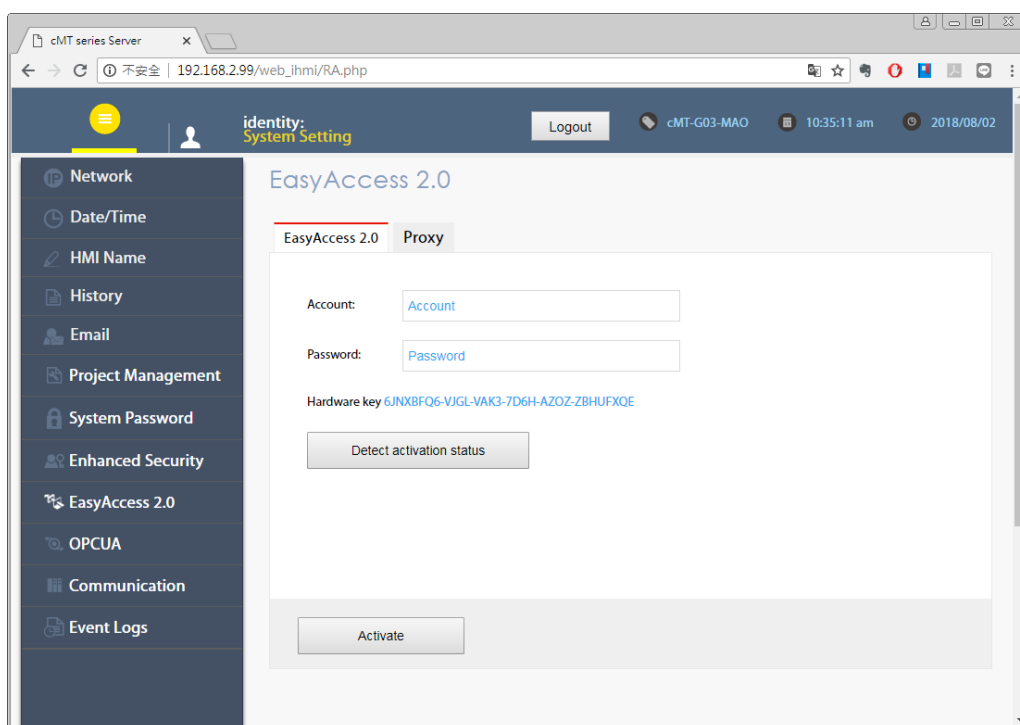 cMT series Server
不安全 | 192.168.2.99/web_ihmi/RA.php
identity:
System Setting
Logout
cMT-G03-MAO
10:35:11 am
2018/08/02
Network
Date/Time
HMI Name
History
Email
Project Management
System Password
Enhanced Security
EasyAccess 2.0
OPCUA
Communication
Event Logs
EasyAccess 2.0
EasyAccess 2.0 Proxy
Account: Account
Password: Password
Hardware key 6JNXBFQ6-VJGL-VAK3-7D6H-AZOZ-ZBHUFXQE
Detect activation status
Activate